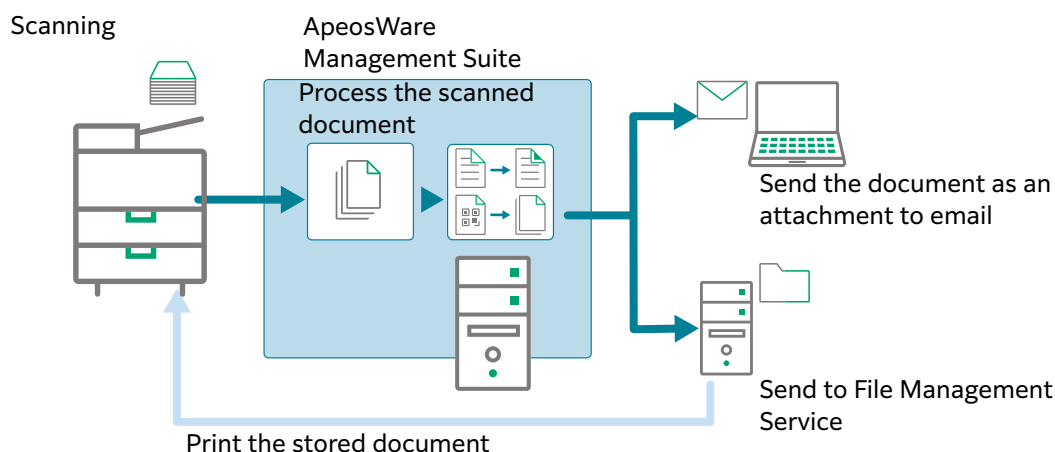 Scanning
ApeosWare
Management Suite
Process the scanned
document
Send the document as an
attachment to email
Send to File Management
Service
Print the stored document